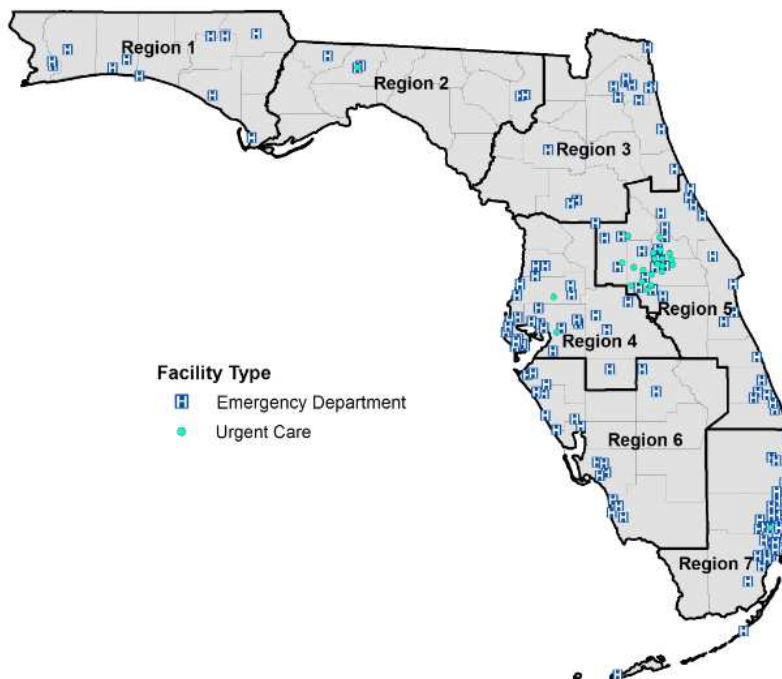 Region 1
Region 2
Region 3
Region 5
Region 4
Facility Type
H Emergency Department
Urgent Care
Region 6
Region 7